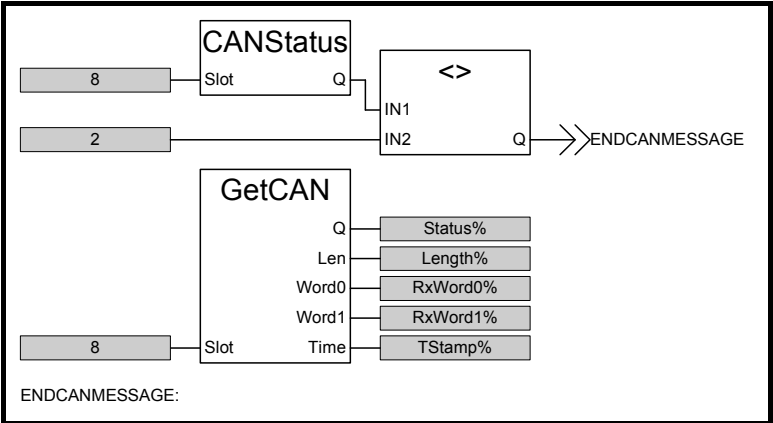 CANStatus
<>
8 Slot Q
IN1
2 IN2 Q ENDCANMESSAGE
GetCAN
Q Status%
Len Length%
Word0 RxWord0%
Word1 RxWord1%
8 Slot Time TStamp%
ENDCANMESSAGE: